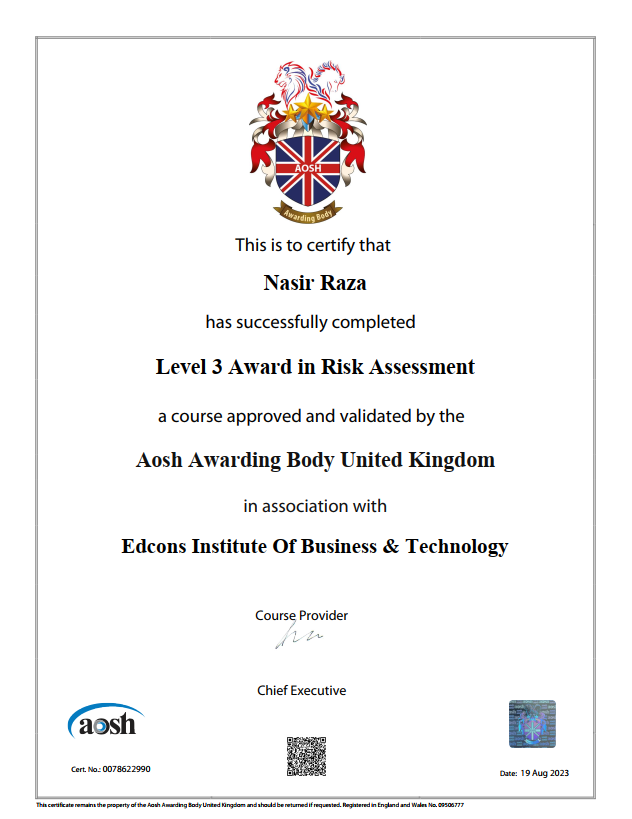 AOSH
Awarding Body
This is to certify that
Nasir Raza
has successfully completed
Level 3 Award in Risk Assessment
a course approved and validated by the
Aosh Awarding Body United Kingdom
in association with
Edcons Institute Of Business & Technology
Course Provider
Chief Executive
aosh
Cert. No.: 0078622990
Date: 19 Aug 2023
This certificate remains the property of the Aosh Awarding Body United Kingdom and should be returned if requested. Registered in England and Wales No. 09506777